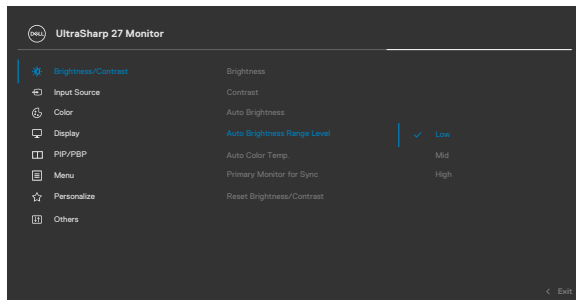 DELL UltraSharp 27 Monitor
Brightness/Contrast
Input Source
Color
Display
PIP/PBP
Menu
Personalize
Others
Brightness
Contrast
Auto Brightness
Auto Brightness Range Level
Auto Color Temp.
Primary Monitor for Sync
Reset Brightness/Contrast
Low
Mid
High
< Exit